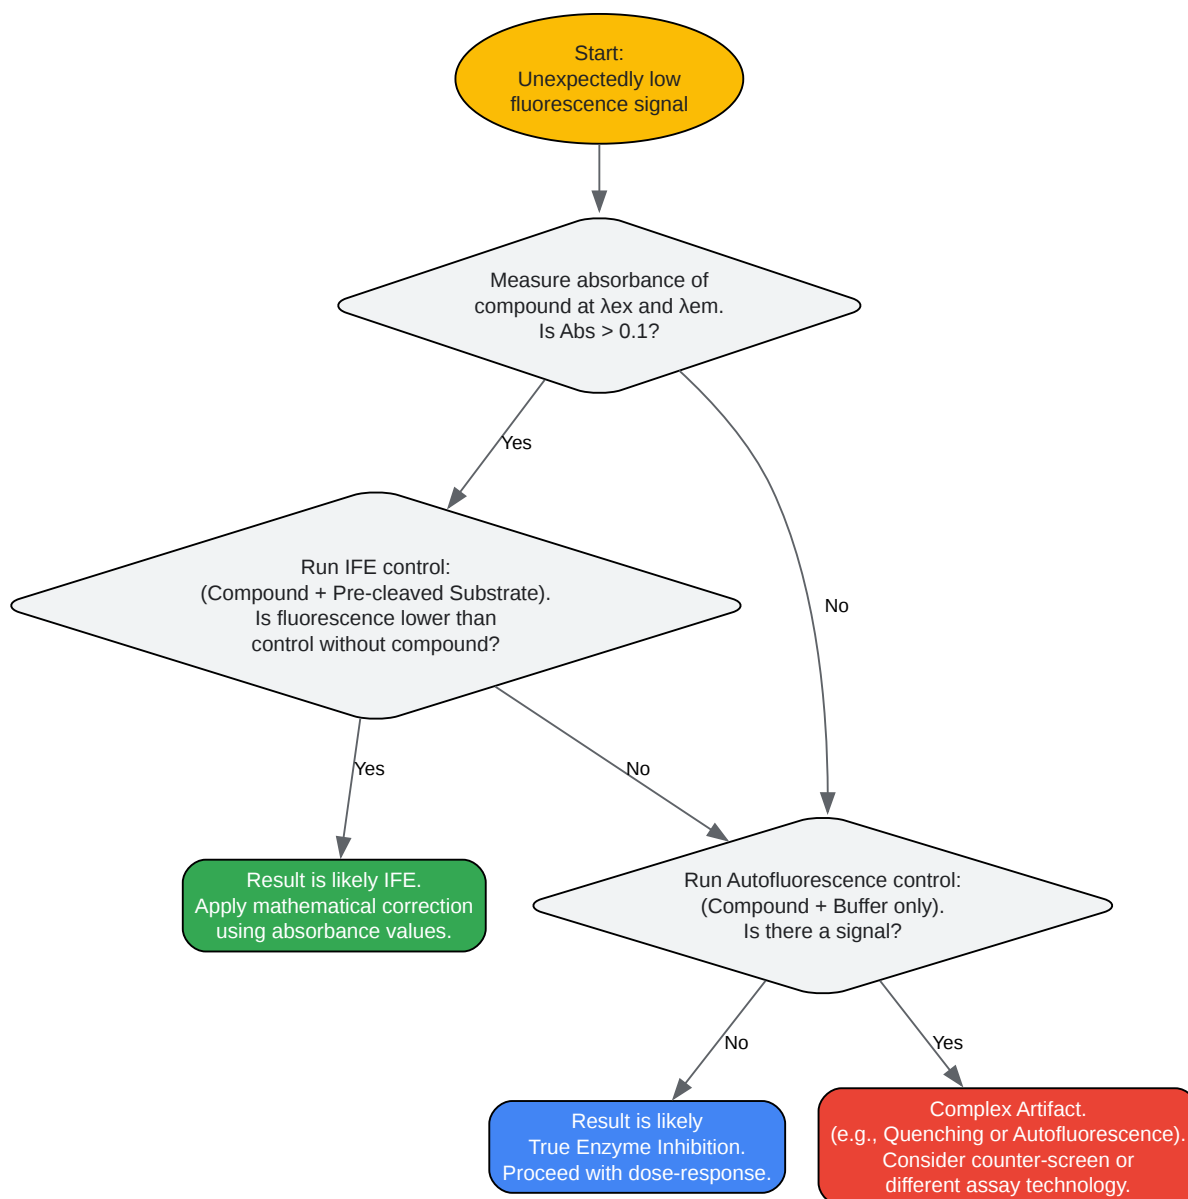 Start:
Unexpectedly low
fluorescence signal
Measure absorbance of
compound at λex and λem.
Is Abs > 0.1?
Yes
No
Run IFE control:
(Compound + Pre-cleaved Substrate).
Is fluorescence lower than
control without compound?
Yes
No
Result is likely IFE.
Apply mathematical correction
using absorbance values.
Run Autofluorescence control:
(Compound + Buffer only).
Is there a signal?
No
Yes
Result is likely
True Enzyme Inhibition.
Proceed with dose-response.
Complex Artifact.
(e.g., Quenching or Autofluorescence).
Consider counter-screen or
different assay technology.